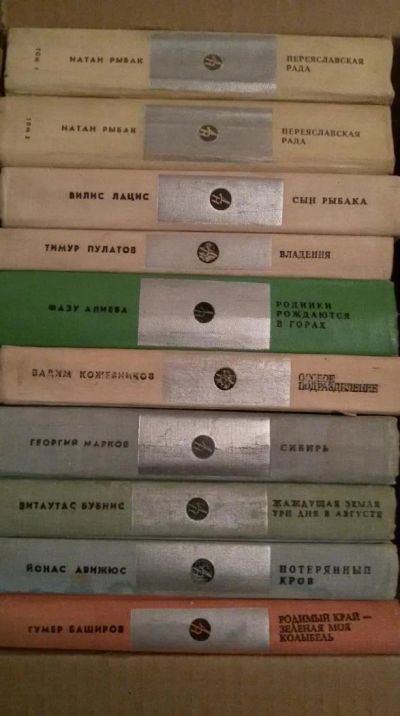 ТОМ 1
НАТАН РЫБАК
ПЕРЕЯСЛАВСКАЯ
РАДА
ТОМ 2
НАТАН РЫБАК
ПЕРЕЯСЛАВСКАЯ
РАДА
ВИЛИС ЛАЦИС
СЫН РЫБАКА
ТИМУР ПУЛАТОВ
ВЛАДЕНИЯ
ФАЗУ АЛИЕВА
РОДНИКИ
РОЖДАЮТСЯ
В ГОРАХ
ВАДИМ КОЖЕВНИКОВ
ОСОБОЕ
ПОДРАЗДЕЛЕНИЕ
ГЕОРГИЙ МАРКОВ
СИБИРЬ
ВИТАУТАС БУБНИС
ЖАЖДУЩАЯ ЗЕМЛЯ
ТРИ ДНЯ В АВГУСТЕ
ЙОНАС АВИЖЮС
ПОТЕРЯННЫЙ
КРОВ
ГУМЕР БАШИРОВ
РОДИМЫЙ КРАЙ —
ЗЕЛЕНАЯ МОЯ
КОЛЫБЕЛЬ